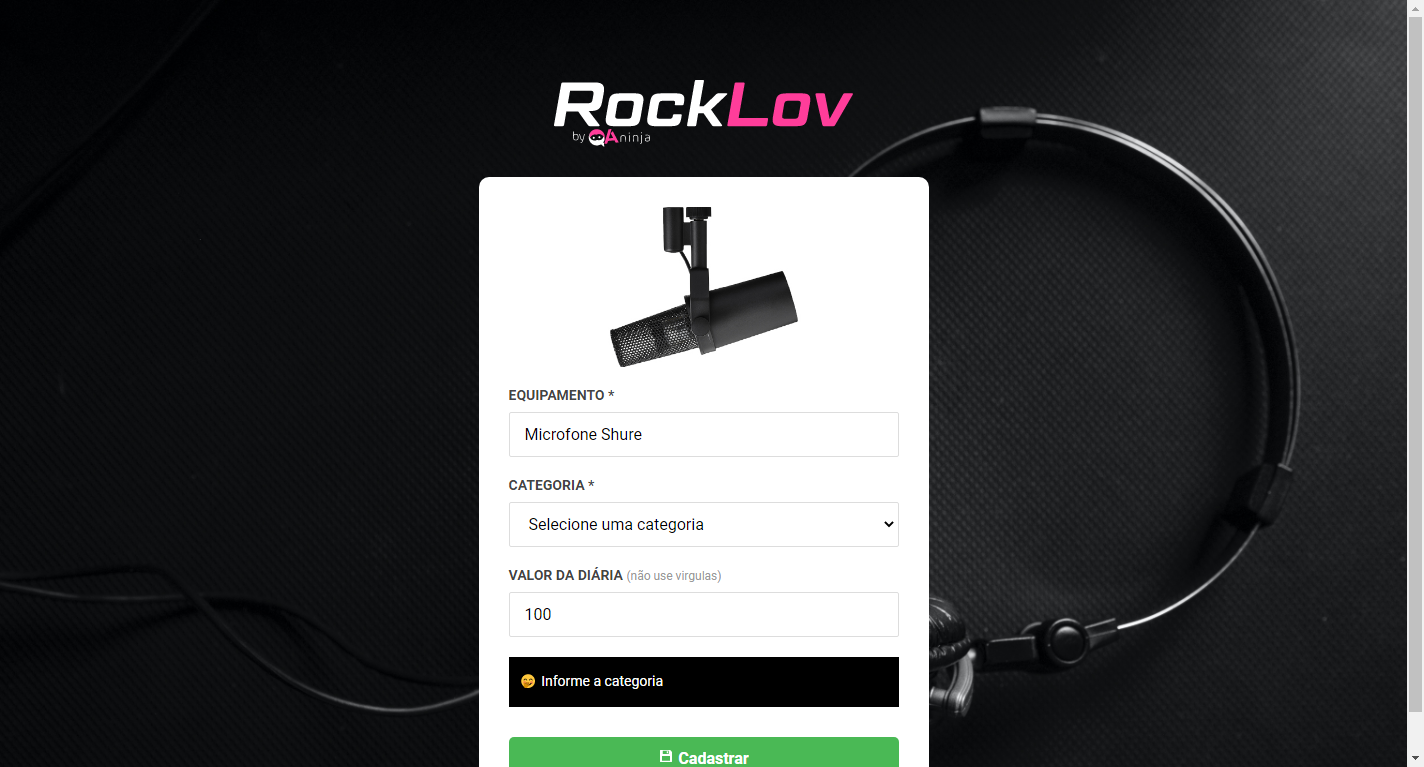 RockLov
by QAninja
EQUIPAMENTO *
Microfone Shure
CATEGORIA *
Selecione uma categoria
VALOR DA DIÁRIA (não use virgulas)
100
Informe a categoria
Cadastrar